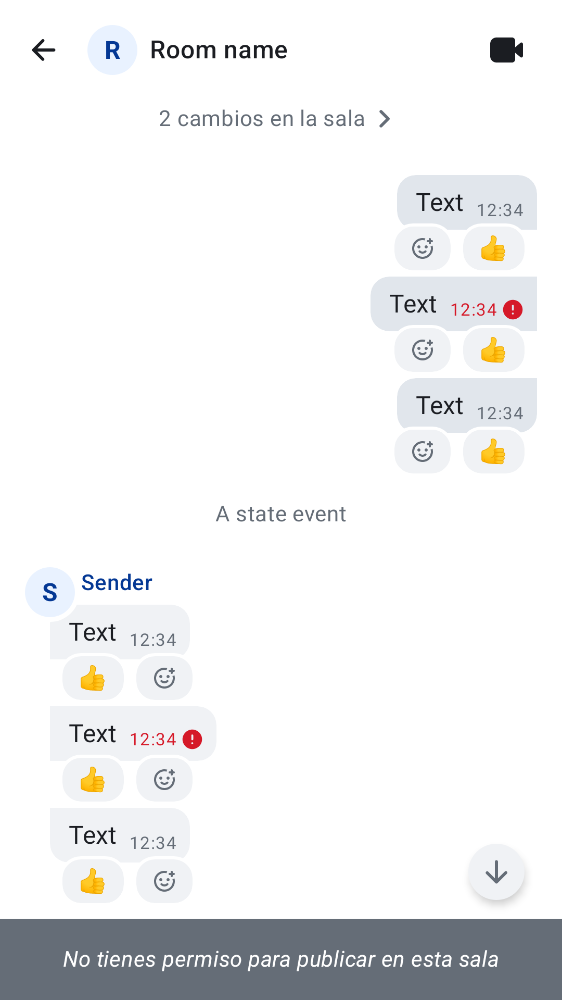 R Room name
2 cambios en la sala
Text 12:34
Text 12:34
Text 12:34
A state event
S Sender
Text 12:34
Text 12:34
Text 12:34
No tienes permiso para publicar en esta sala